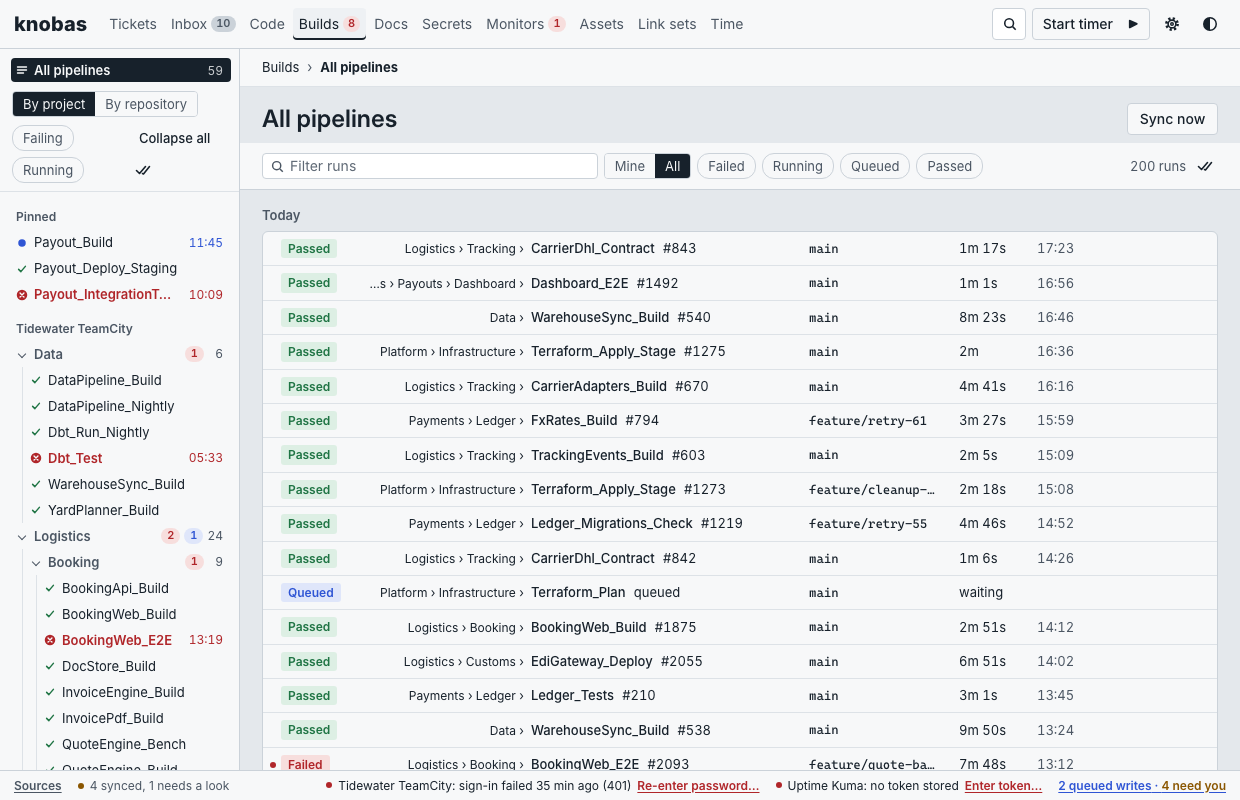 knobas Tickets Inbox 10 Code Builds 8 Docs Secrets Monitors 1 Assets Link sets Time Start timer
All pipelines 59
By project By repository
Failing Collapse all
Running
Pinned
Payout_Build 11:45
Payout_Deploy_Staging
Payout_IntegrationT... 10:09
Tidewater TeamCity
Data 1 6
DataPipeline_Build
DataPipeline_Nightly
Dbt_Run_Nightly
Dbt_Test 05:33
WarehouseSync_Build
YardPlanner_Build
Logistics 2 1 24
Booking 1 9
BookingApi_Build
BookingWeb_Build
BookingWeb_E2E 13:19
DocStore_Build
InvoiceEngine_Build
InvoicePdf_Build
QuoteEngine_Bench
QuoteEngine_Build
Builds › All pipelines
All pipelines Sync now
Filter runs Mine All Failed Running Queued Passed 200 runs
Today
Passed Logistics › Tracking › CarrierDhl_Contract #843 main 1m 17s 17:23
Passed ...s › Payouts › Dashboard › Dashboard_E2E #1492 main 1m 1s 16:56
Passed Data › WarehouseSync_Build #540 main 8m 23s 16:46
Passed Platform › Infrastructure › Terraform_Apply_Stage #1275 main 2m 16:36
Passed Logistics › Tracking › CarrierAdapters_Build #670 main 4m 41s 16:16
Passed Payments › Ledger › FxRates_Build #794 feature/retry-61 3m 27s 15:59
Passed Logistics › Tracking › TrackingEvents_Build #603 main 2m 5s 15:09
Passed Platform › Infrastructure › Terraform_Apply_Stage #1273 feature/cleanup-… 2m 18s 15:08
Passed Payments › Ledger › Ledger_Migrations_Check #1219 feature/retry-55 4m 46s 14:52
Passed Logistics › Tracking › CarrierDhl_Contract #842 main 1m 6s 14:26
Queued Platform › Infrastructure › Terraform_Plan queued main waiting
Passed Logistics › Booking › BookingWeb_Build #1875 main 2m 51s 14:12
Passed Logistics › Customs › EdiGateway_Deploy #2055 main 6m 51s 14:02
Passed Payments › Ledger › Ledger_Tests #210 main 3m 1s 13:45
Passed Data › WarehouseSync_Build #538 main 9m 50s 13:24
Failed Logistics › Booking › BookingWeb_E2E #2093 feature/quote-ba… 7m 48s 13:12
Sources 4 synced, 1 needs a look Tidewater TeamCity: sign-in failed 35 min ago (401) Re-enter password... Uptime Kuma: no token stored Enter token... 2 queued writes · 4 need you